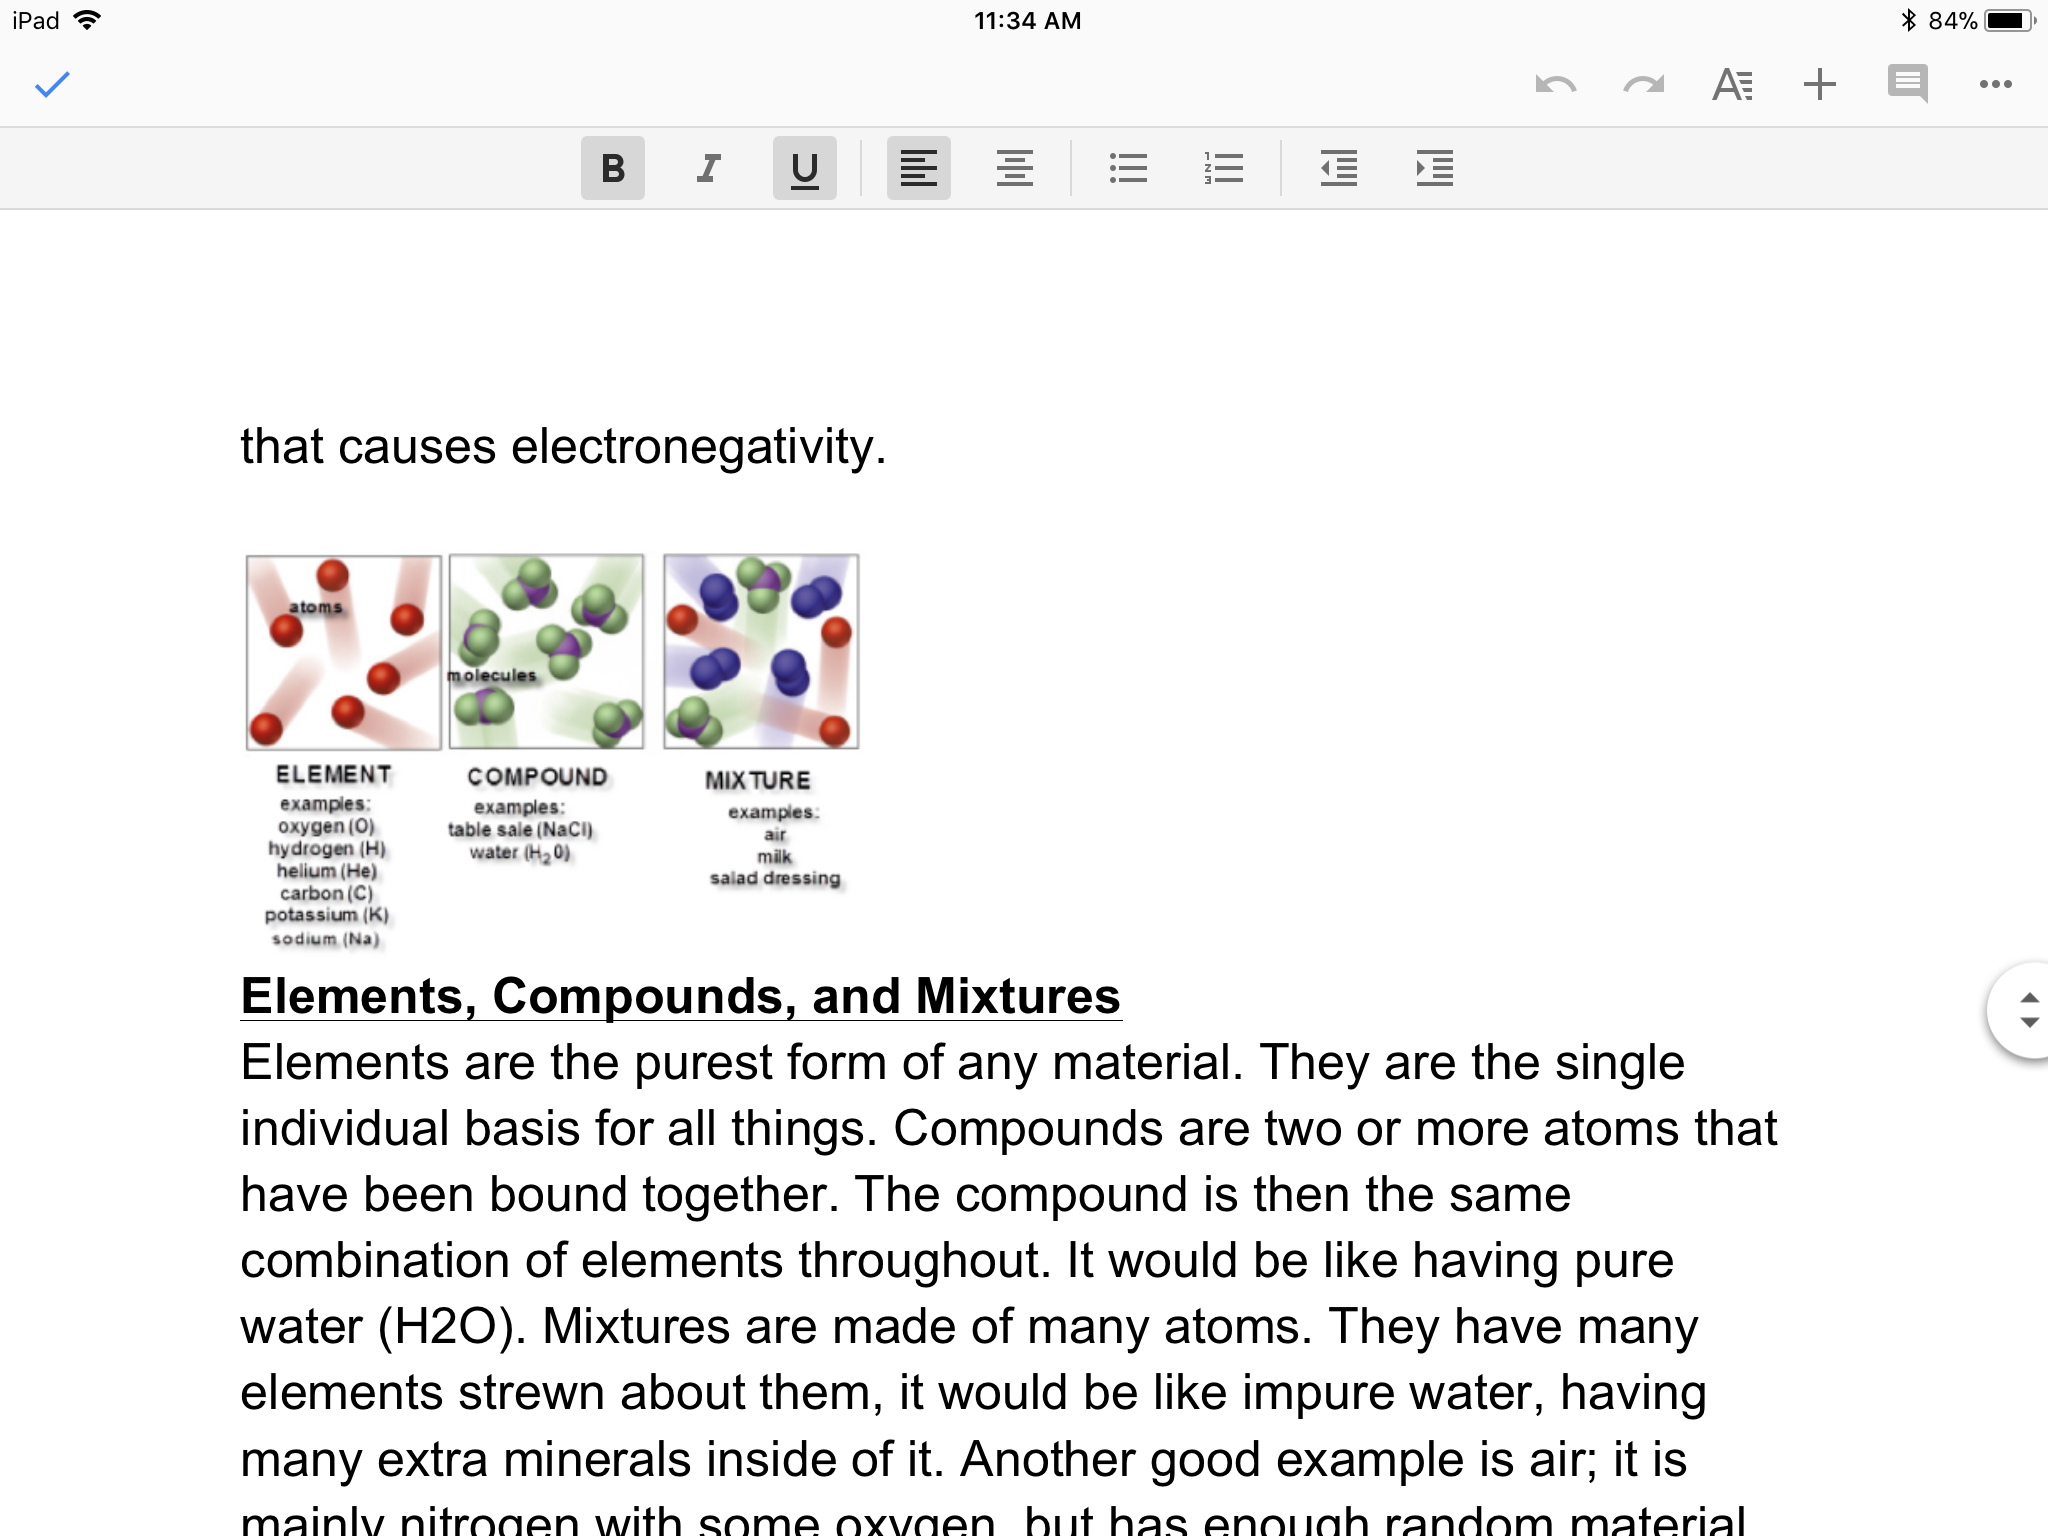 iPad 11:34 AM 84%
B I U
that causes electronegativity.
atoms
molecules
ELEMENT
examples:
oxygen (O)
hydrogen (H)
helium (He)
carbon (C)
potassium (K)
sodium (Na)
COMPOUND
examples:
table sale (NaCl)
water (H₂0)
MIXTURE
examples:
air
milk
salad dressing
Elements, Compounds, and Mixtures
Elements are the purest form of any material. They are the single
individual basis for all things. Compounds are two or more atoms that
have been bound together. The compound is then the same
combination of elements throughout. It would be like having pure
water (H2O). Mixtures are made of many atoms. They have many
elements strewn about them, it would be like impure water, having
many extra minerals inside of it. Another good example is air; it is
mainly nitrogen with some oxygen, but has enough random material